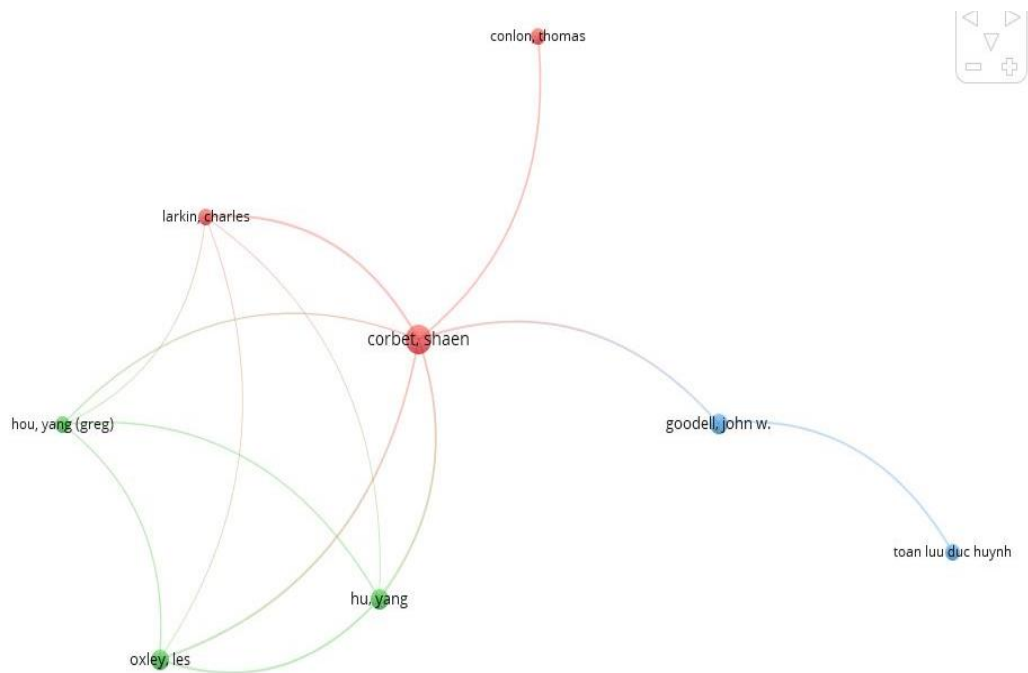 conlon, thomas
larkin, charles
corbet, shaen
hou, yang (greg)
goodell, john w.
toan luu duc huynh
hu, yang
oxley, les